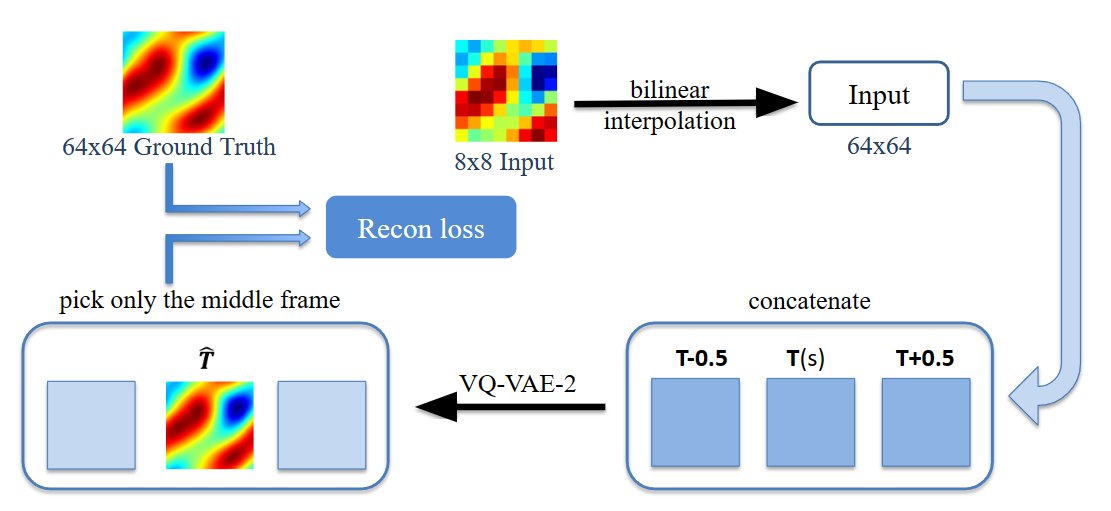 64x64 Ground Truth
8x8 Input
bilinear
interpolation
Input
64x64
Recon loss
pick only the middle frame
concatenate
T̂
T-0.5
T(s)
T+0.5
VQ-VAE-2